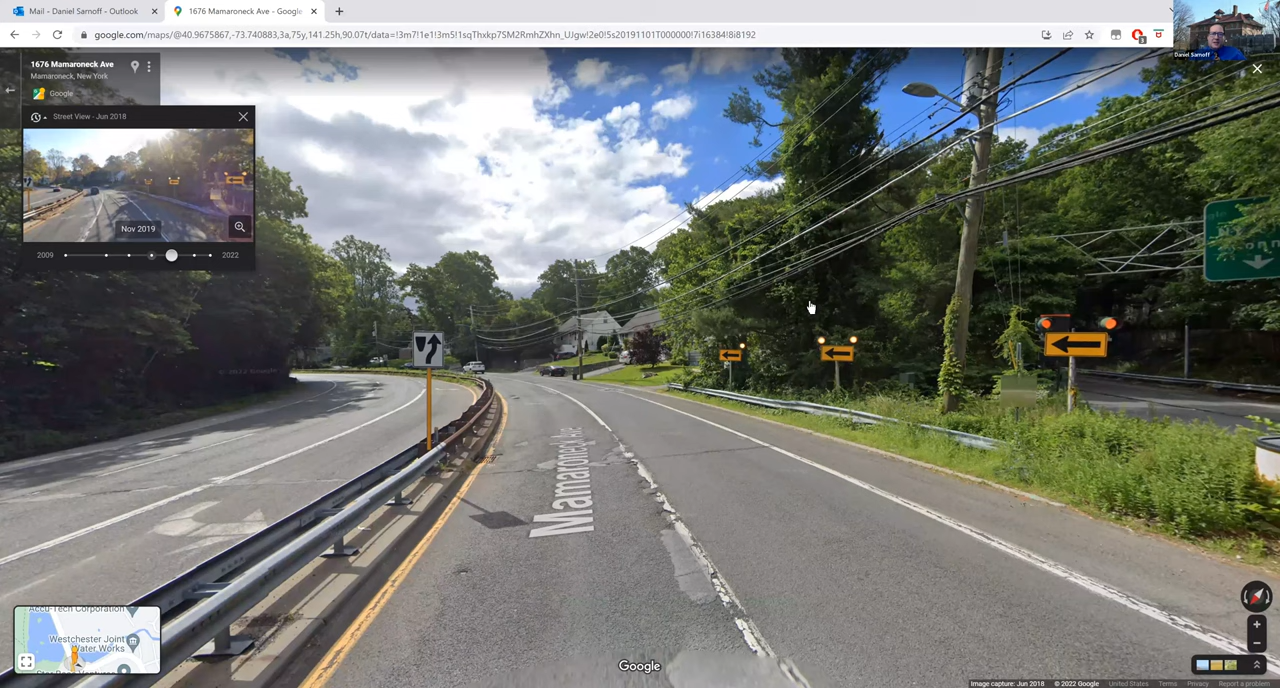 Mail – Daniel Sarnoff – Outlook
1676 Mamaroneck Ave - Google
google.com/maps/@40.9675867,-73.740883,3a,75y,141.25h,90.07t/data=!3m7!1e1!3m5!1sqThxkp7SM2RmhZXhn_UJgw!2e0!5s20191101T000000!7i16384!8i8192
Daniel Sarnoff
1676 Mamaroneck Ave
Mamaroneck, New York
Google
Street View - Jun 2018
Nov 2019
2009
2022
Mamaroneck Ave
Accu-Tech Corporation
Westchester Joint
Water Works
Google
Image capture: Jun 2018
© 2022 Google
United States
Terms
Privacy
Report a problem